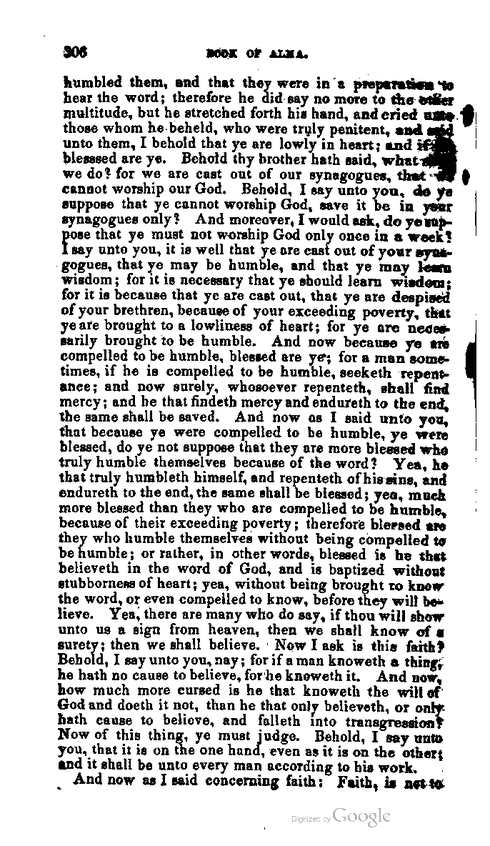 306 BOOK OF ALMA.
humbled them, and that they were in a preparation to
hear the word; therefore he did say no more to the other
multitude, but he stretched forth his hand, and cried unto
those whom he beheld, who were truly penitent, and said
unto them, I behold that ye are lowly in heart; and if
blesssed are ye. Behold thy brother hath said, what
we do? for we are cast out of our synagogues, that we
cannot worship our God. Behold, I say unto you, do ye
suppose that ye cannot worship God, save it be in your
synagogues only? And moreover, I would ask, do ye sup-
pose that ye must not worship God only once in a week?
I say unto you, it is well that ye are cast out of your syna-
gogues, that ye may be humble, and that ye may learn
wisdom; for it is necessary that ye should learn wisdom;
for it is because that ye are cast out, that ye are despised
of your brethren, because of your exceeding poverty, that
ye are brought to a lowliness of heart; for ye are neces-
sarily brought to be humble. And now because ye are
compelled to be humble, blessed are ye; for a man some-
times, if he is compelled to be humble, seeketh repent-
ance; and now surely, whosoever repenteth, shall find
mercy; and he that findeth mercy and endureth to the end,
the same shall be saved. And now as I said unto you,
that because ye were compelled to be humble, ye were
blessed, do ye not suppose that they are more blessed who
truly humble themselves because of the word? Yea, he
that truly humbleth himself, and repenteth of his sins, and
endureth to the end, the same shall be blessed; yea, much
more blessed than they who are compelled to be humble,
because of their exceeding poverty; therefore blessed are
they who humble themselves without being compelled to
be humble; or rather, in other words, blessed is he that
believeth in the word of God, and is baptized without
stubborness of heart; yea, without being brought to know
the word, or even compelled to know, before they will be-
lieve. Yea, there are many who do say, if thou will show
unto us a sign from heaven, then we shall know of a
surety; then we shall believe. Now I ask is this faith?
Behold, I say unto you, nay; for if a man knoweth a thing,
he hath no cause to believe, for he knoweth it. And now,
how much more cursed is he that knoweth the will of
God and doeth it not, than he that only believeth, or only
hath cause to believe, and falleth into transgression?
Now of this thing, ye must judge. Behold, I say unto
you, that it is on the one hand, even as it is on the other;
and it shall be unto every man according to his work.
And now as I said concerning faith: Faith, is not to
Digitized by Google